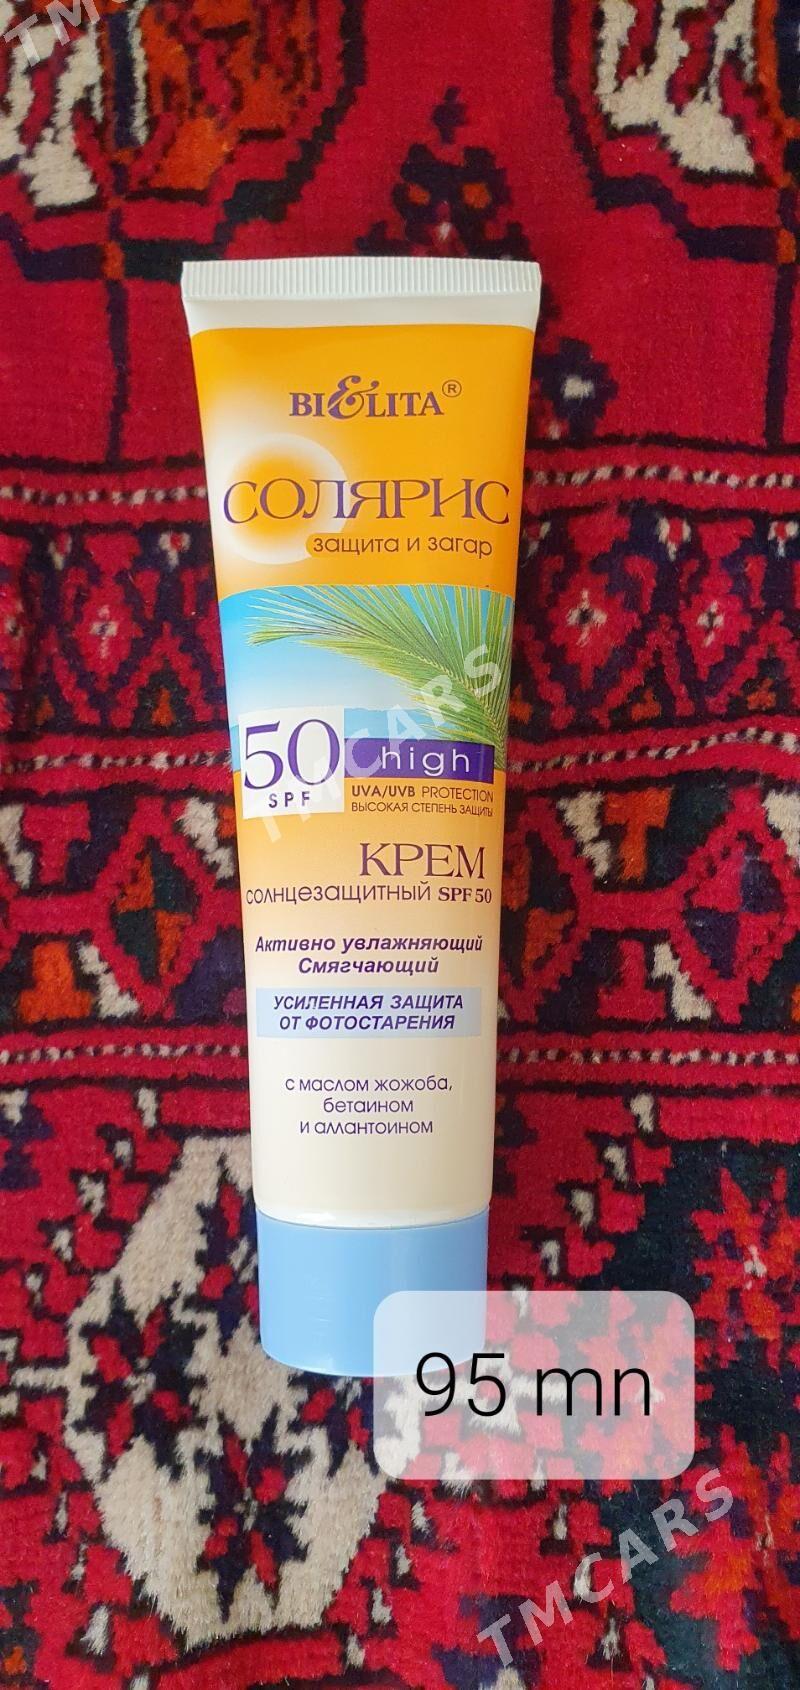 BIELITA®
СОЛЯРИС
защита и загар
50
SPF
high
UVA/UVB PROTECTION
ВЫСОКАЯ СТЕПЕНЬ ЗАЩИТЫ
КРЕМ
СОЛНЦЕЗАЩИТНЫЙ SPF 50
Активно увлажняющий
Смягчающий
УСИЛЕННАЯ ЗАЩИТА
ОТ ФОТОСТАРЕНИЯ
с маслом жожоба,
бетаином
и аллантоином
95 mn
TMCARS
TMCARS